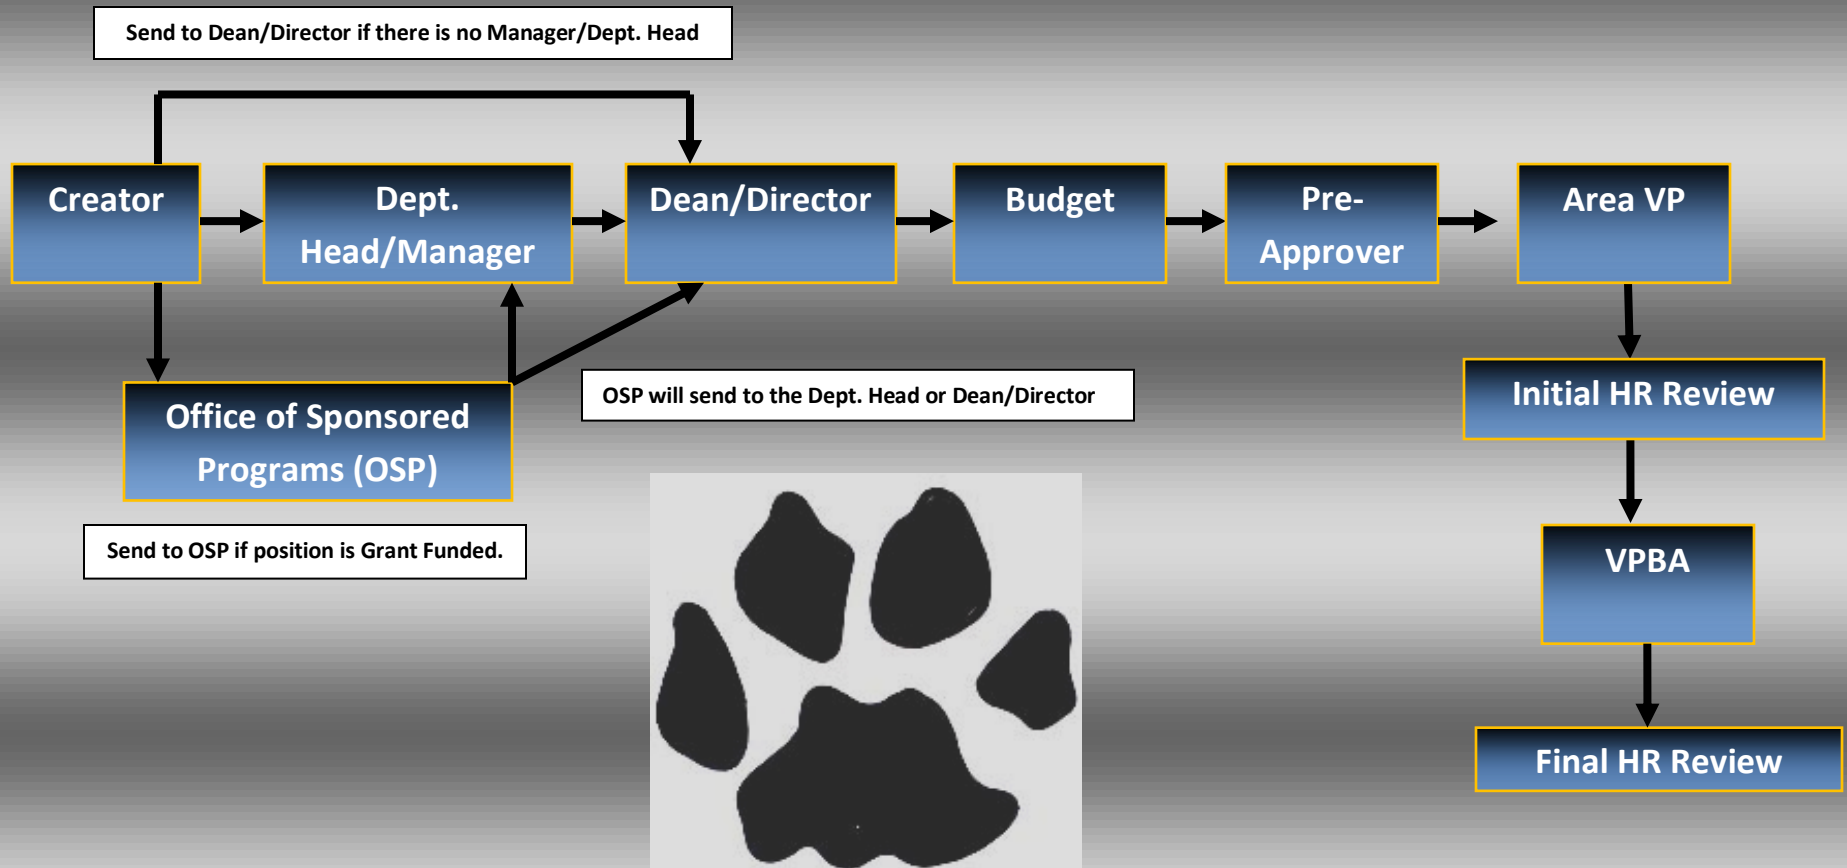 Send to Dean/Director if there is no Manager/Dept. Head
Creator
Dept.
Head/Manager
Dean/Director
Budget
Pre-
Approver
Area VP
Office of Sponsored
Programs (OSP)
OSP will send to the Dept. Head or Dean/Director
Send to OSP if position is Grant Funded.
Initial HR Review
VPBA
Final HR Review